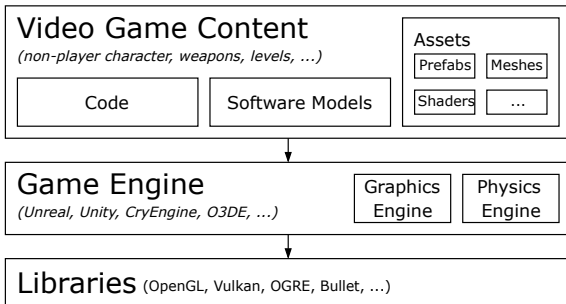 Video Game Content
(non-player character, weapons, levels, ...)
Code
Software Models
Assets
Prefabs
Meshes
Shaders
...
Game Engine
(Unreal, Unity, CryEngine, O3DE, ...)
Graphics
Engine
Physics
Engine
Libraries (OpenGL, Vulkan, OGRE, Bullet, ...)